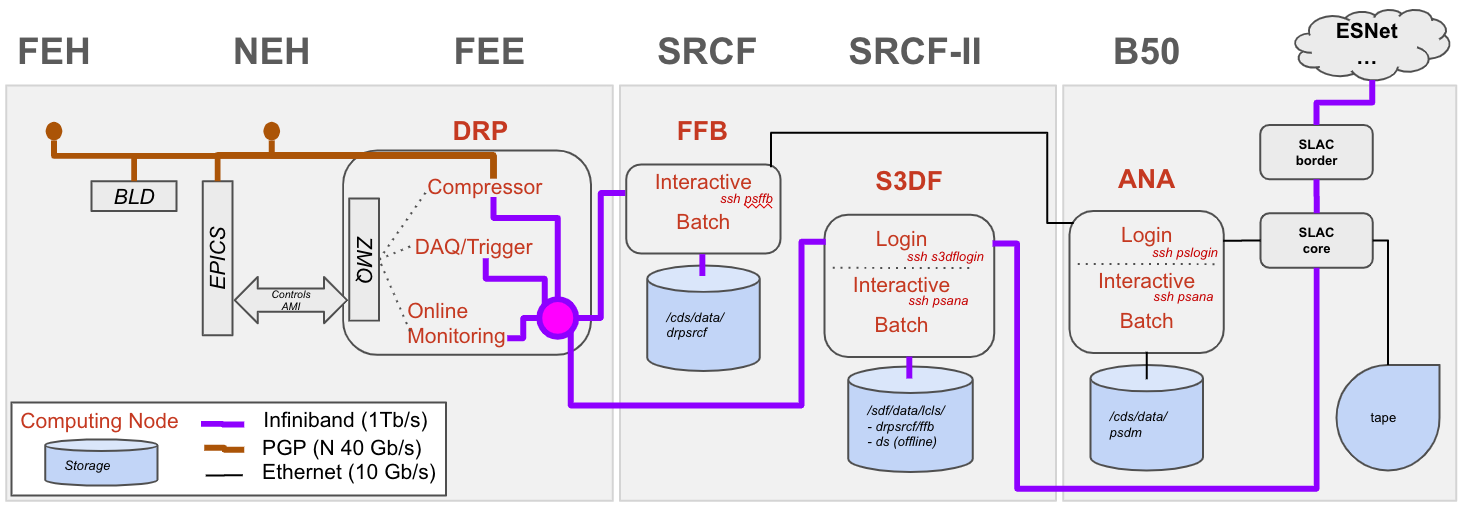 FEH
NEH
FEE
SRCF
SRCF-II
B50
ESNet
...
DRP
Compressor
DAQ/Trigger
Online
Monitoring
BLD
EPICS
ZMQ
Controls
AMI
FFB
Interactive
ssh psffb
Batch
/cds/data/
drpsrcf
S3DF
Login
ssh s3dflogin
Interactive
ssh psana
Batch
/sdf/data/lcls/
- drpsrcf/ffb
- ds (offline)
ANA
Login
ssh pslogin
Interactive
ssh psana
Batch
/cds/data/
psdm
SLAC
border
SLAC
core
tape
Computing Node
Storage
Infiniband (1Tb/s)
PGP (N 40 Gb/s)
Ethernet (10 Gb/s)